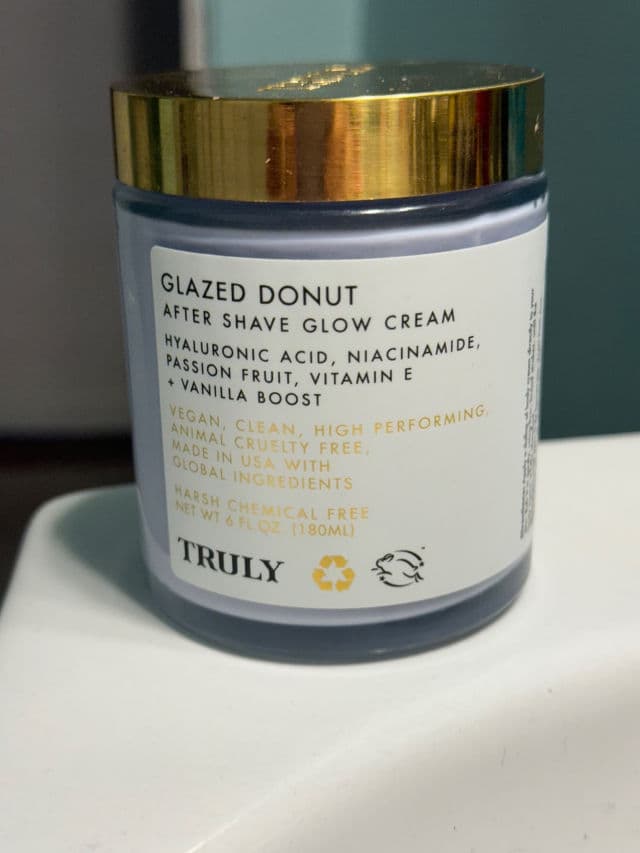 GLAZED DONUT
AFTER SHAVE GLOW CREAM
HYALURONIC ACID, NIACINAMIDE,
PASSION FRUIT, VITAMIN E
+ VANILLA BOOST
VEGAN, CLEAN, HIGH PERFORMING,
ANIMAL CRUELTY FREE,
MADE IN USA WITH
GLOBAL INGREDIENTS
HARSH CHEMICAL FREE
NET WT 6 FL OZ. (180ML)
TRULY